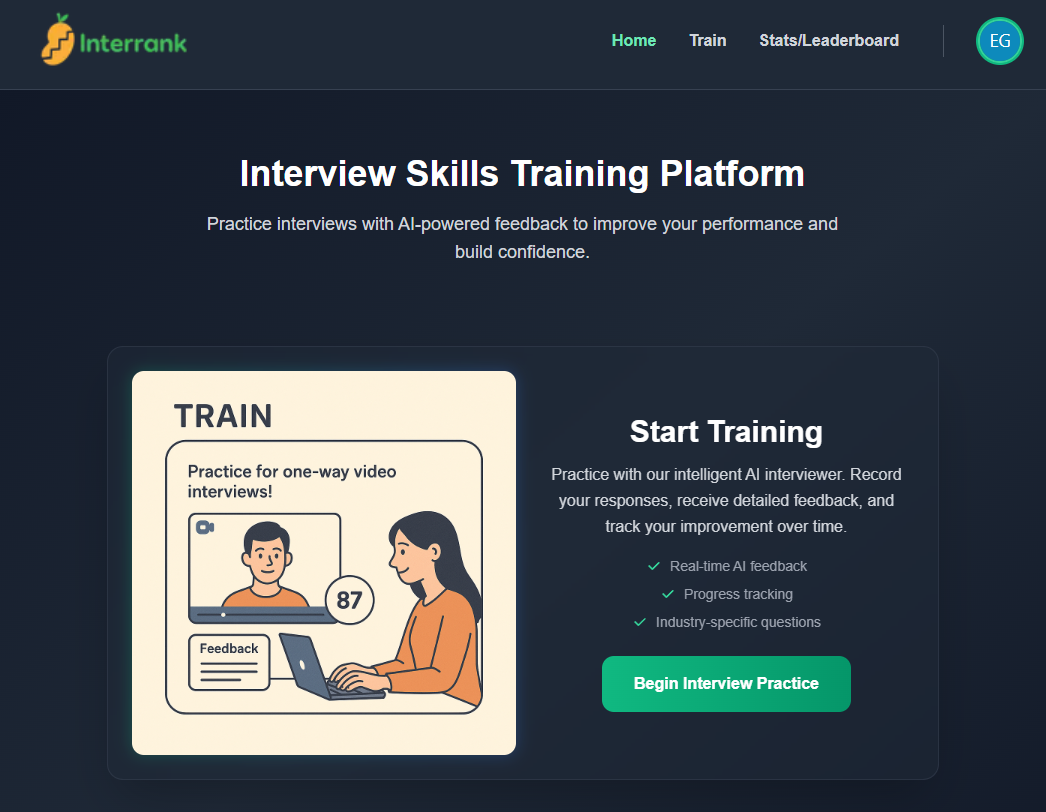 Interrank
Home
Train
Stats/Leaderboard
EG
Interview Skills Training Platform
Practice interviews with AI-powered feedback to improve your performance and
build confidence.
TRAIN
Practice for one-way video
interviews!
87
Feedback
Start Training
Practice with our intelligent AI interviewer. Record
your responses, receive detailed feedback, and
track your improvement over time.
Real-time AI feedback
Progress tracking
Industry-specific questions
Begin Interview Practice